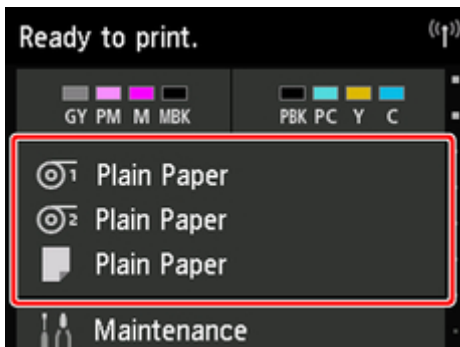 Ready to print.
GY PM M MBK PBK PC Y C
1 Plain Paper
2 Plain Paper
Plain Paper
Maintenance